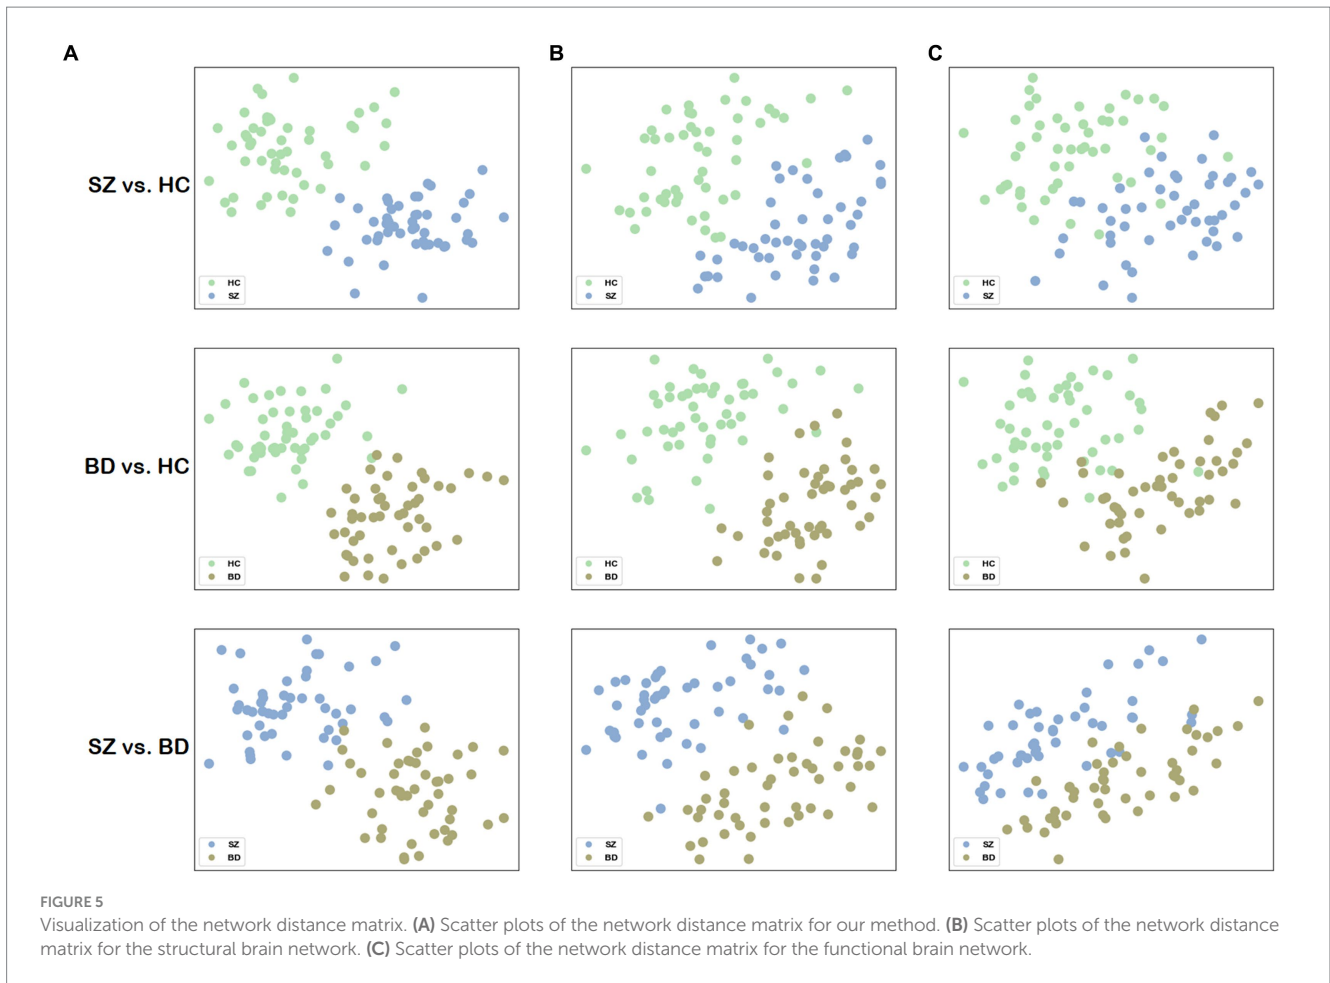 A
B
C
SZ vs. HC
HC
SZ
HC
SZ
HC
SZ
BD vs. HC
HC
BD
HC
BD
HC
BD
SZ vs. BD
SZ
BD
SZ
BD
SZ
BD
FIGURE 5
Visualization of the network distance matrix. (A) Scatter plots of the network distance matrix for our method. (B) Scatter plots of the network distance
matrix for the structural brain network. (C) Scatter plots of the network distance matrix for the functional brain network.